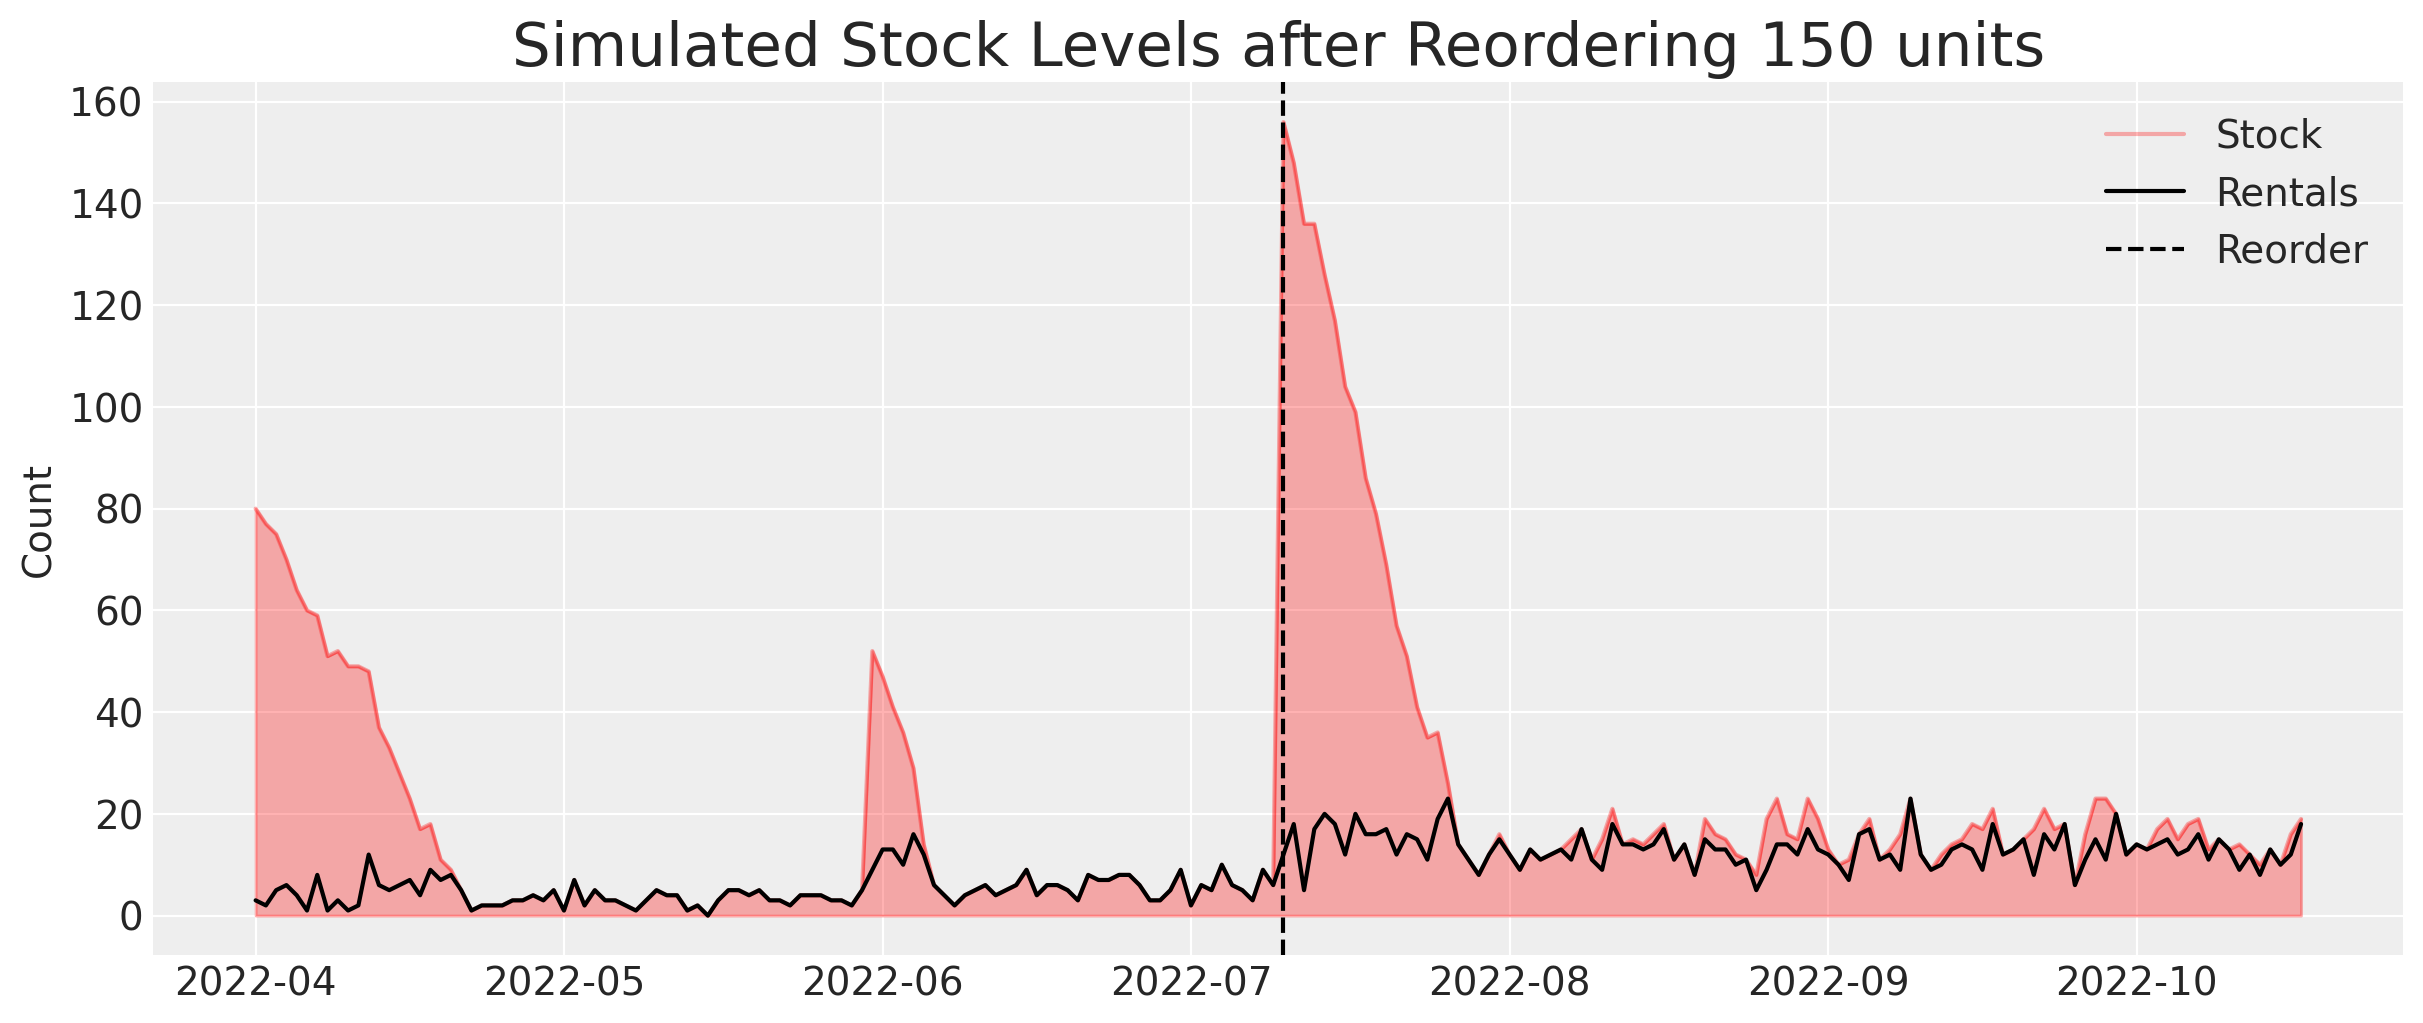 Simulated Stock Levels after Reordering 150 units
160
140
120
100
80
60
40
20
0
Count
Stock
Rentals
Reorder
2022-04 2022-05 2022-06 2022-07 2022-08 2022-09 2022-10